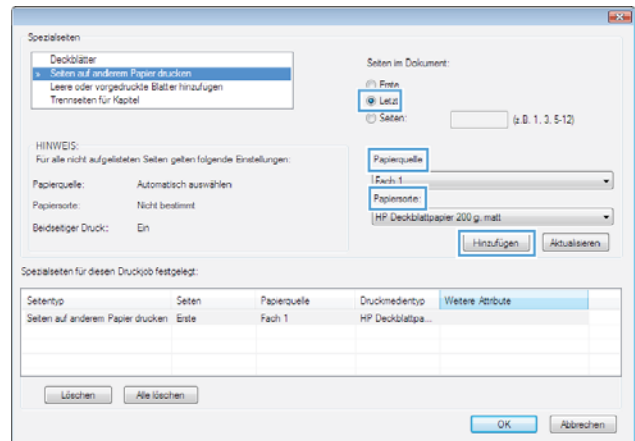 Spezialseiten
Deckblätter
Seiten auf anderem Papier drucken
Leere oder vorgedruckte Blätter hinzufügen
Trennseiten für Kapitel
Seiten im Dokument:
Erste
Letzt
Seiten:
(z.B. 1, 3, 5-12)
HINWEIS:
Für alle nicht aufgelisteten Seiten gelten folgende Einstellungen:
Papierquelle: Automatisch auswählen
Papiersorte: Nicht bestimmt
Beidseitiger Druck: Ein
Papierquelle
Fach 1
Papiersorte:
HP Deckblattpapier 200 g, matt
Hinzufügen Aktualisieren
Spezialseiten für diesen Druckjob festgelegt:
Seitentyp Seiten Papierquelle Druckmedientyp Weitere Attribute
Seiten auf anderem Papier drucken Erste Fach 1 HP Deckblattpa...
Löschen Alle löschen
OK Abbrechen